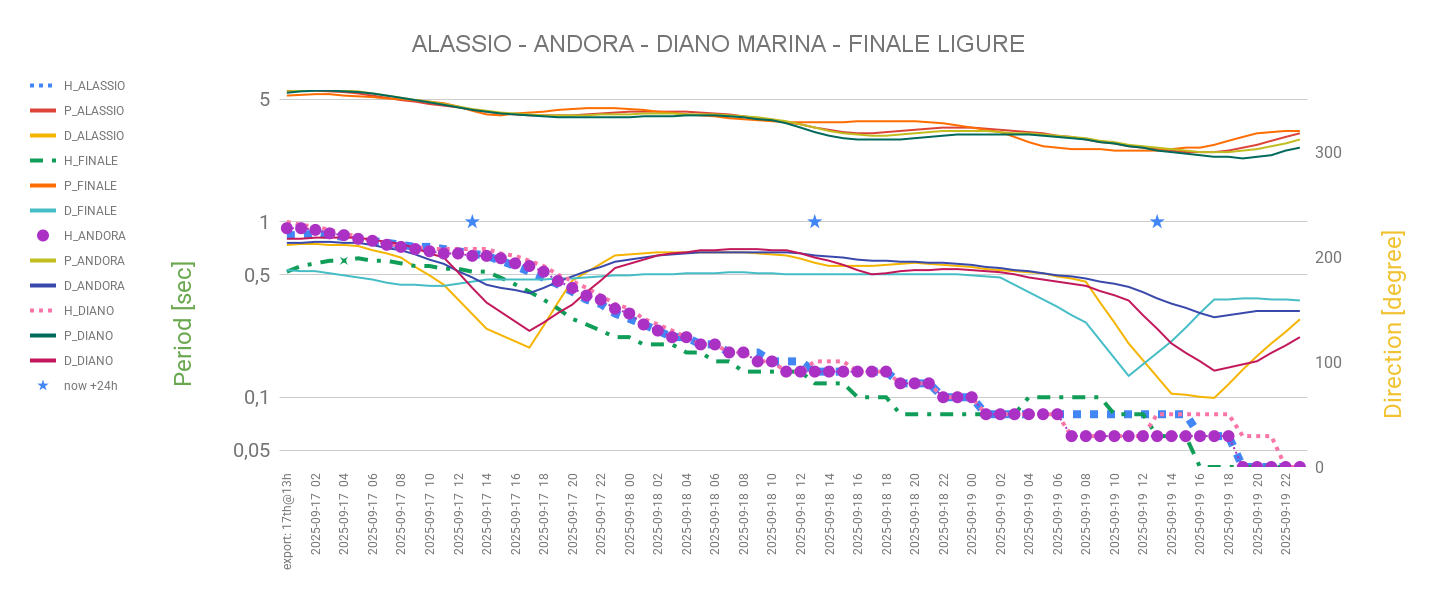 ALASSIO - ANDORA - DIANO MARINA - FINALE LIGURE
H_ALASSIO
P_ALASSIO
D_ALASSIO
H_FINALE
P_FINALE
D_FINALE
H_ANDORA
P_ANDORA
D_ANDORA
H_DIANO
P_DIANO
D_DIANO
now +24h
Period [sec]
5
1
0,5
0,1
0,05
300
200
100
0
Direction [degree]
export: 17th@13h
2025-09-17 02
2025-09-17 04
2025-09-17 06
2025-09-17 08
2025-09-17 10
2025-09-17 12
2025-09-17 14
2025-09-17 16
2025-09-17 18
2025-09-17 20
2025-09-17 22
2025-09-18 00
2025-09-18 02
2025-09-18 04
2025-09-18 06
2025-09-18 08
2025-09-18 10
2025-09-18 12
2025-09-18 14
2025-09-18 16
2025-09-18 18
2025-09-18 20
2025-09-18 22
2025-09-19 00
2025-09-19 02
2025-09-19 04
2025-09-19 06
2025-09-19 08
2025-09-19 10
2025-09-19 12
2025-09-19 14
2025-09-19 16
2025-09-19 18
2025-09-19 20
2025-09-19 22